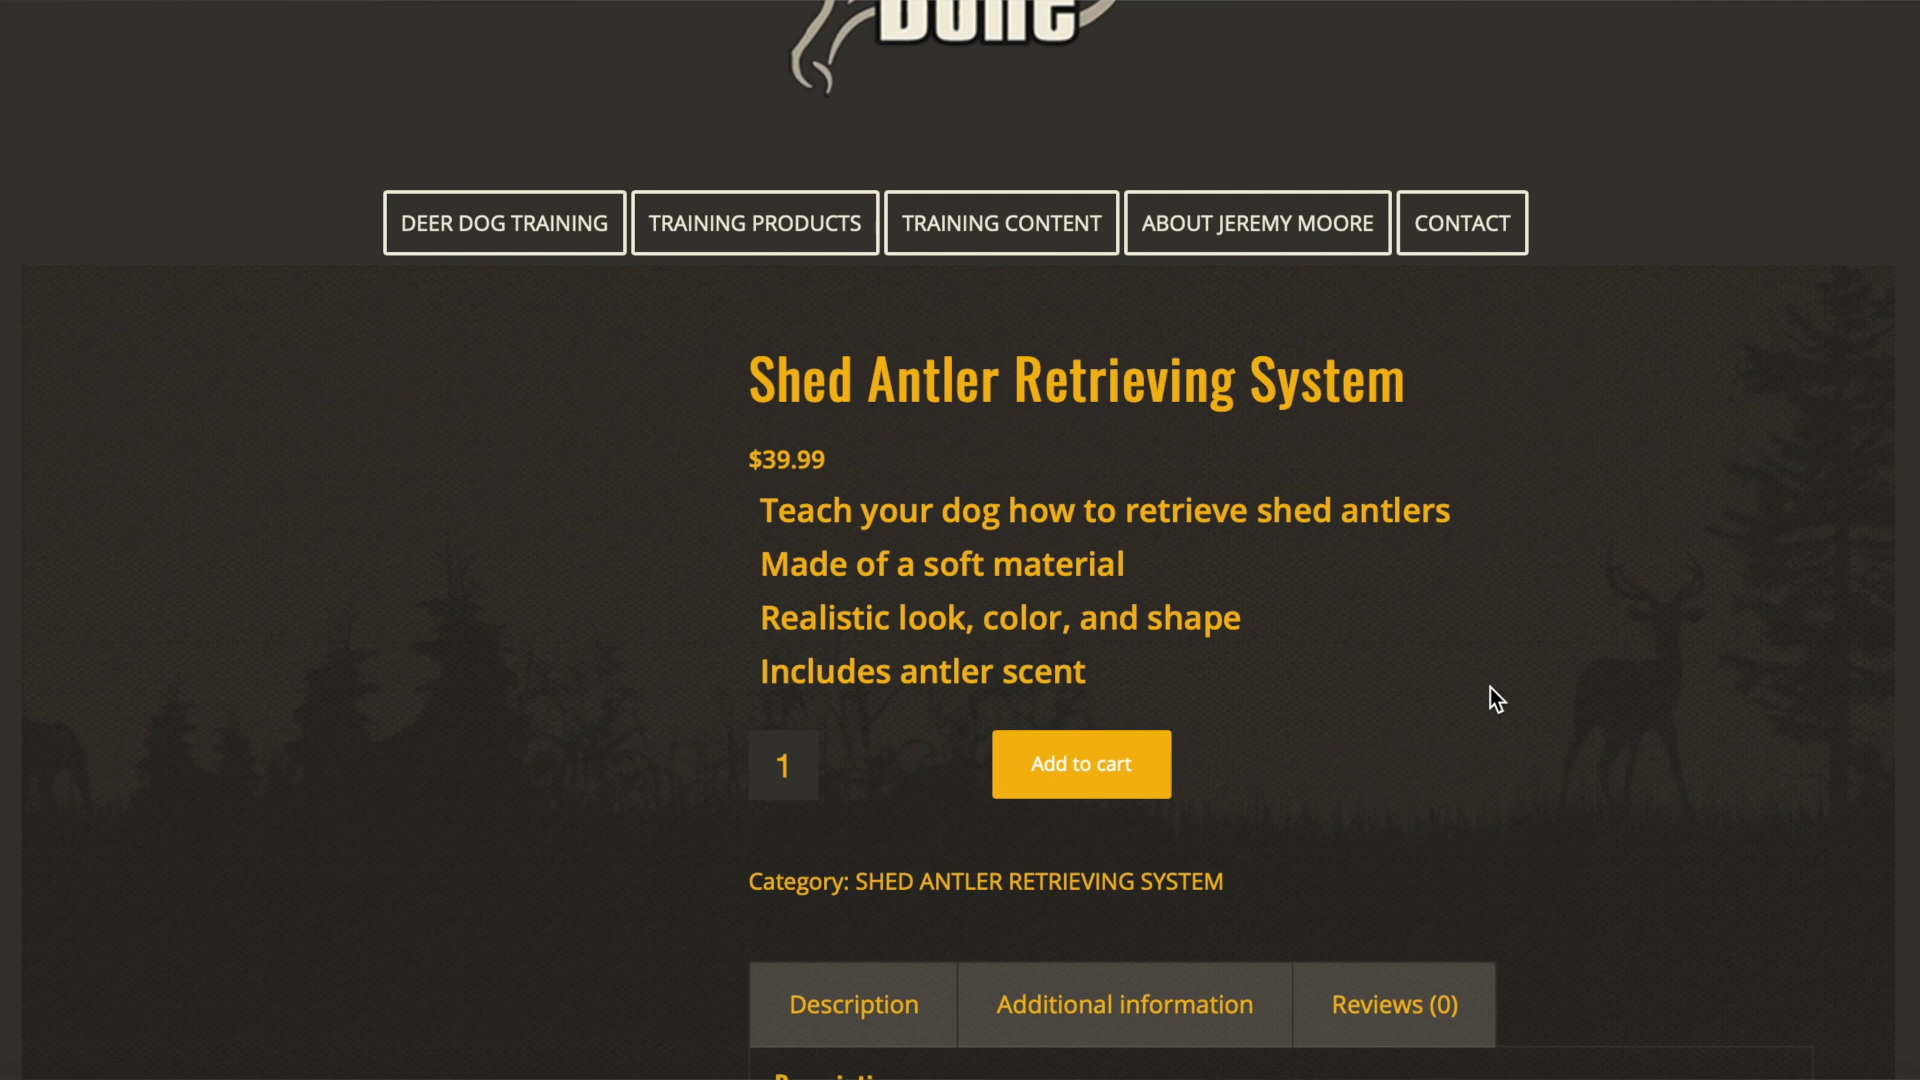 Bone
DEER DOG TRAINING
TRAINING PRODUCTS
TRAINING CONTENT
ABOUT JEREMY MOORE
CONTACT
Shed Antler Retrieving System
$39.99
Teach your dog how to retrieve shed antlers
Made of a soft material
Realistic look, color, and shape
Includes antler scent
1
Add to cart
Category: SHED ANTLER RETRIEVING SYSTEM
Description
Additional information
Reviews (0)